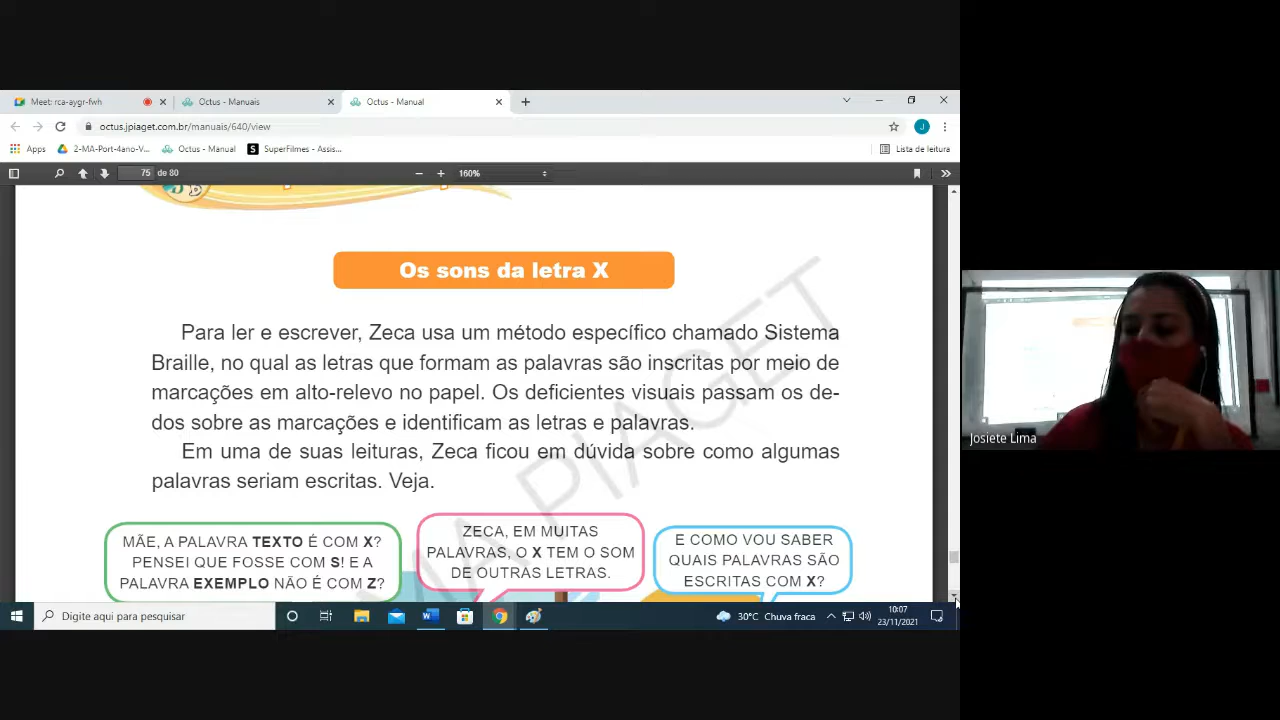 Meet: rca-aygr-fwh
Octus - Manuais
Octus - Manual
octus.jpiaget.com.br/manuais/640/view
Apps
2-MA-Port-4ano-V...
Octus - Manual
SuperFilmes - Assis...
Lista de leitura
75 de 80
160%
Os sons da letra X
Para ler e escrever, Zeca usa um método específico chamado Sistema
Braille, no qual as letras que formam as palavras são inscritas por meio de
marcações em alto-relevo no papel. Os deficientes visuais passam os de-
dos sobre as marcações e identificam as letras e palavras.
Em uma de suas leituras, Zeca ficou em dúvida sobre como algumas
palavras seriam escritas. Veja.
MÃE, A PALAVRA TEXTO É COM X?
PENSEI QUE FOSSE COM S! E A
PALAVRA EXEMPLO NÃO É COM Z?
ZECA, EM MUITAS
PALAVRAS, O X TEM O SOM
DE OUTRAS LETRAS.
E COMO VOU SABER
QUAIS PALAVRAS SÃO
ESCRITAS COM X?
MA PIAGET
Josiete Lima
Digite aqui para pesquisar
30°C Chuva fraca
10:07
23/11/2021